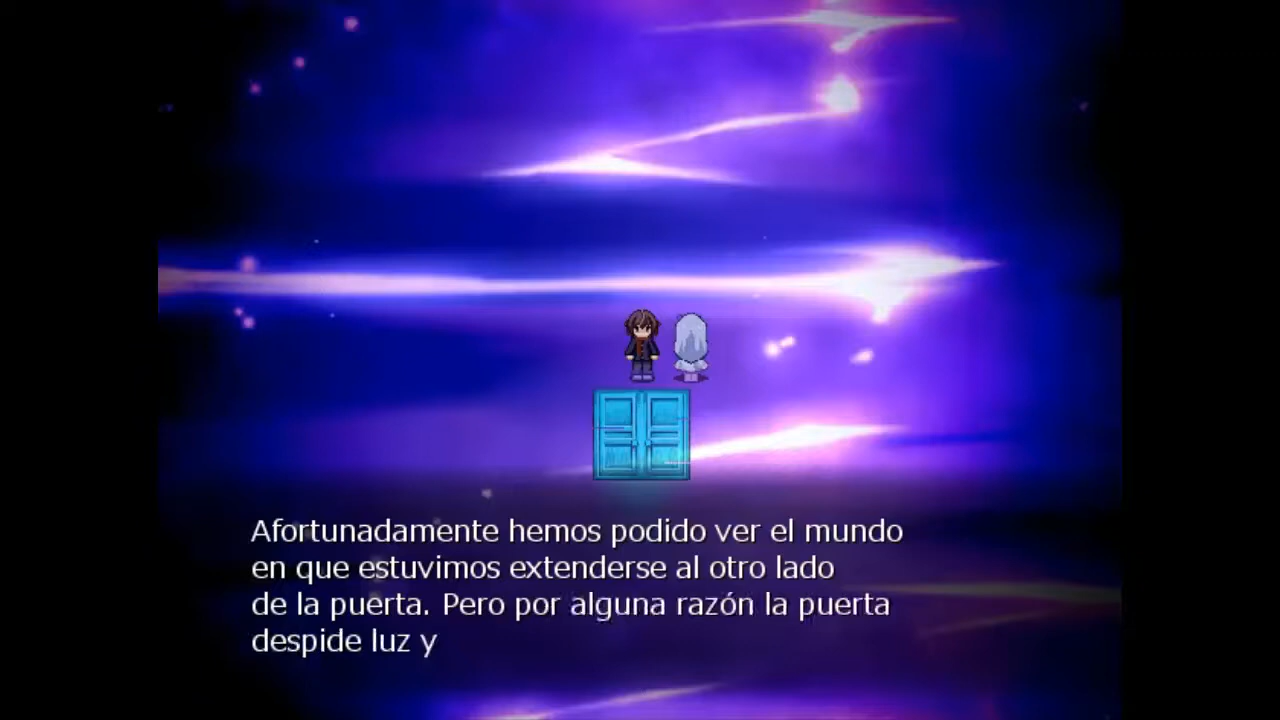 Afortunadamente hemos podido ver el mundo
en que estuvimos extenderse al otro lado
de la puerta. Pero por alguna razón la puerta
despide luz y